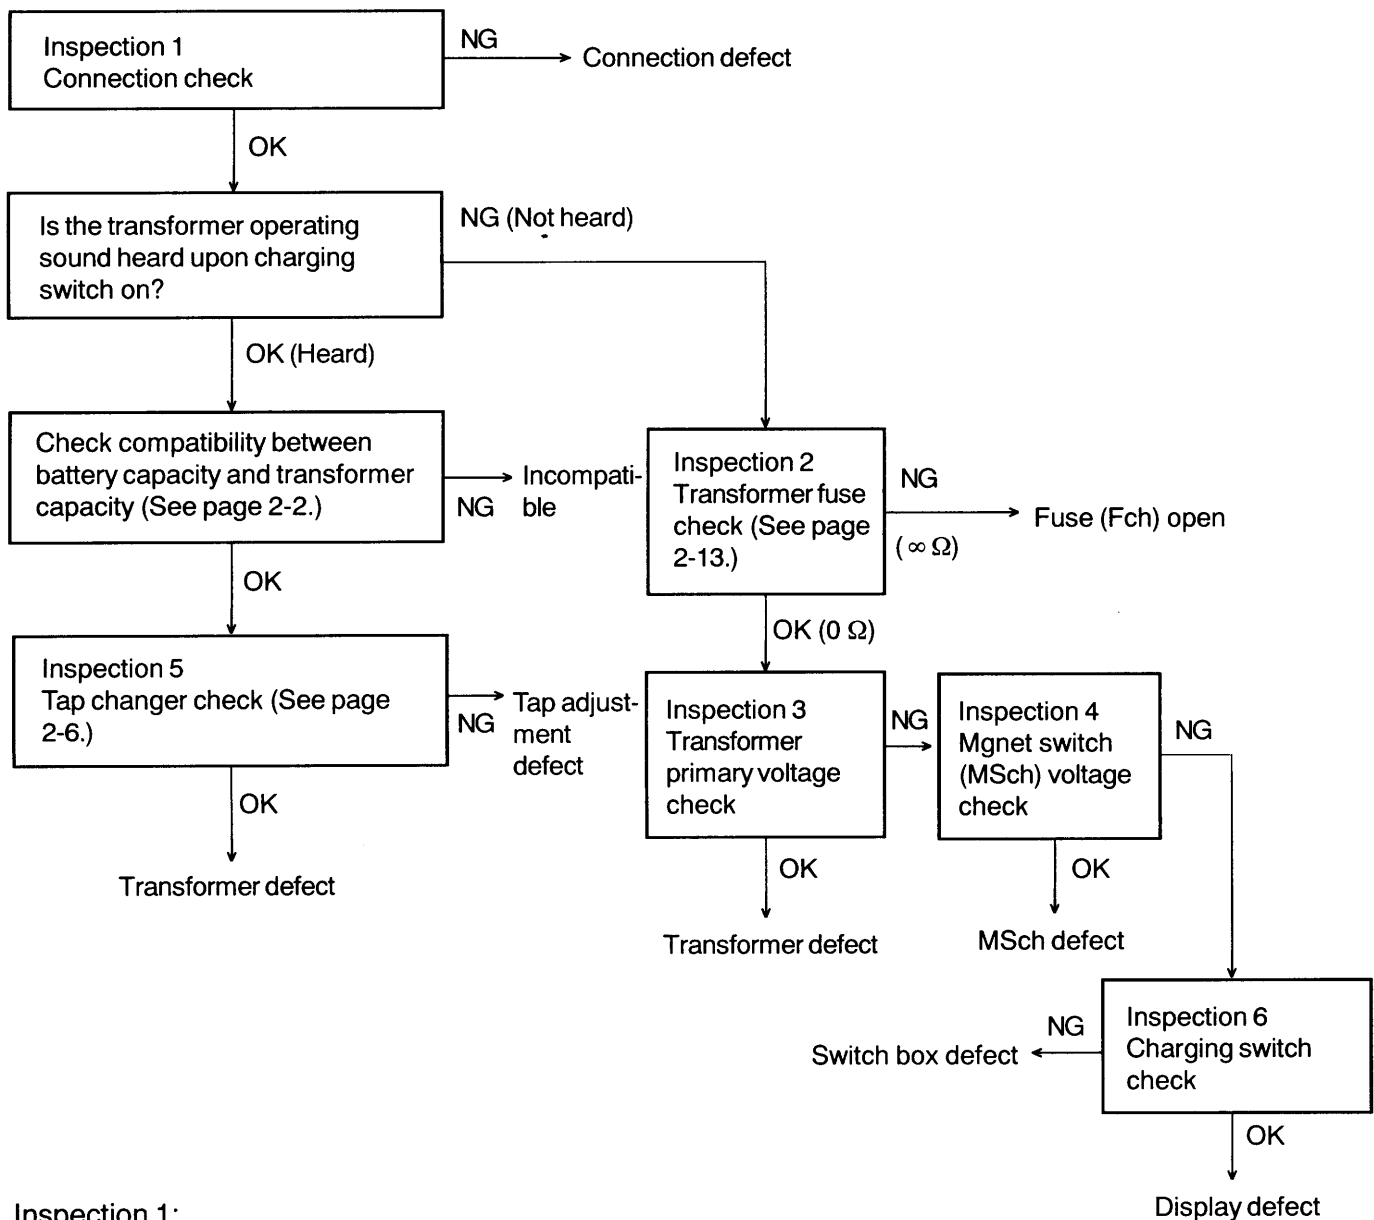 Inspection 1
Connection check
NG
Connection defect
OK
Is the transformer operating
sound heard upon charging
switch on?
NG (Not heard)
OK (Heard)
Check compatibility between
battery capacity and transformer
capacity (See page 2-2.)
NG
Incompati-
ble
OK
Inspection 2
Transformer fuse
check (See page
2-13.)
NG
(∞ Ω)
Fuse (Fch) open
OK (0 Ω)
Inspection 5
Tap changer check (See page
2-6.)
NG
Tap adjust-
ment
defect
OK
Transformer defect
Inspection 3
Transformer
primary voltage
check
NG
OK
Transformer defect
Inspection 4
Mgnet switch
(MSch) voltage
check
NG
OK
MSch defect
Inspection 6
Charging switch
check
NG
Switch box defect
OK
Display defect
Inspection 1: